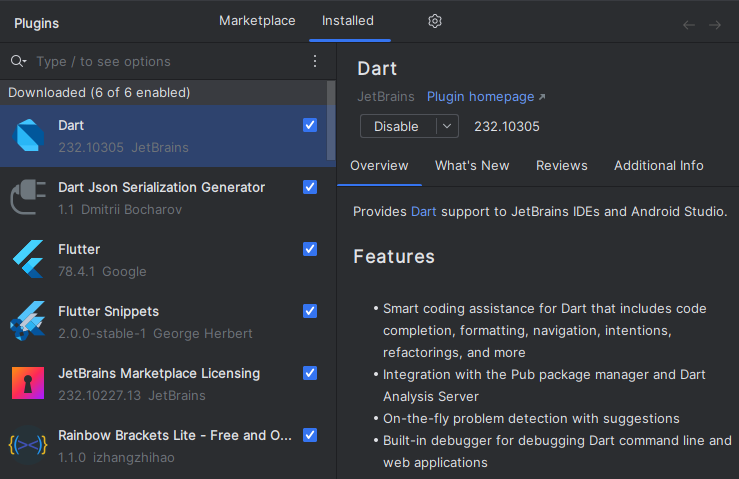 Plugins
Marketplace
Installed
Type / to see options
Downloaded (6 of 6 enabled)
Dart
232.10305 JetBrains
Dart Json Serialization Generator
1.1 Dmitrii Bocharov
Flutter
78.4.1 Google
Flutter Snippets
2.0.0-stable-1 George Herbert
JetBrains Marketplace Licensing
232.10227.13 JetBrains
Rainbow Brackets Lite - Free and O...
1.1.0 izhangzhihao
Dart
JetBrains Plugin homepage ↗
Disable 232.10305
Overview What's New Reviews Additional Info
Provides Dart support to JetBrains IDEs and Android Studio.
Features
• Smart coding assistance for Dart that includes code
completion, formatting, navigation, intentions,
refactorings, and more
• Integration with the Pub package manager and Dart
Analysis Server
• On-the-fly problem detection with suggestions
• Built-in debugger for debugging Dart command line and
web applications